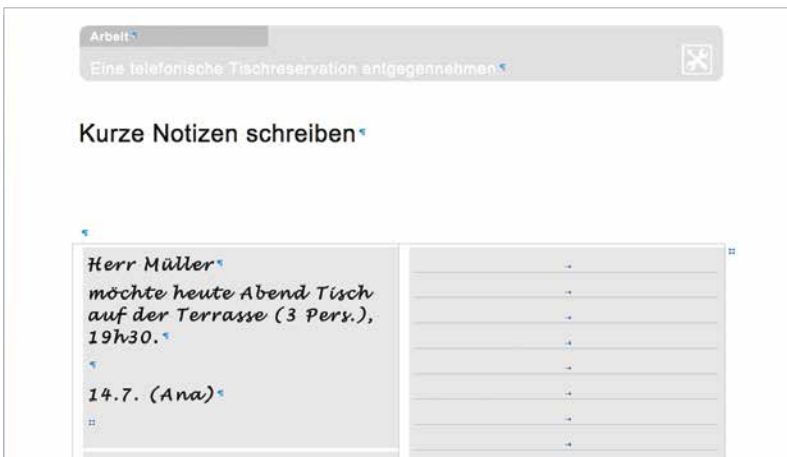 Arbeit
Eine telefonische Tischreservation entgegennehmen
Kurze Notizen schreiben
Herr Müller
möchte heute Abend Tisch
auf der Terrasse (3 Pers.),
19h30.
14.7. (Ana)